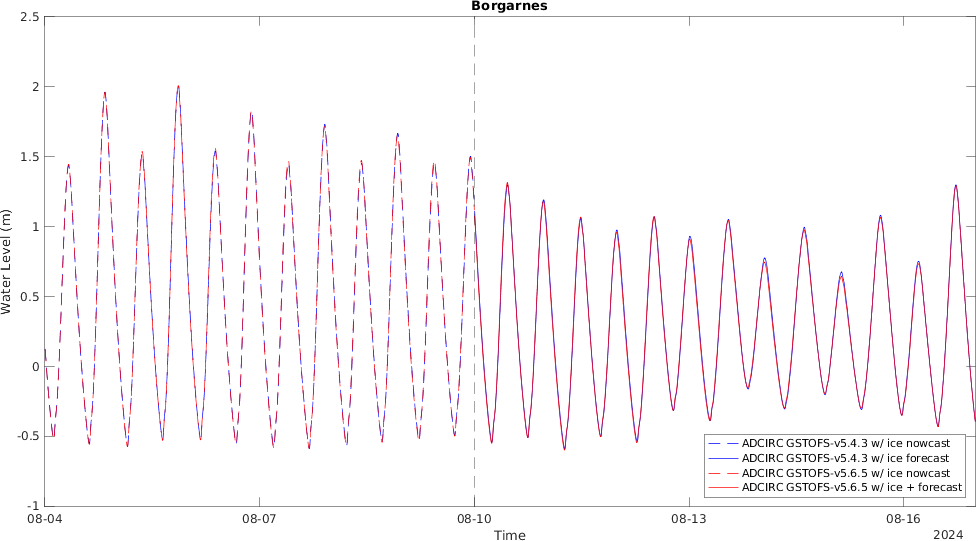 Borgarnes
2.5
2
1.5
1
0.5
0
-0.5
-1
Water Level (m)
08-04 08-07 08-10 08-13 08-16
Time
2024
ADCIRC GSTOFS-v5.4.3 w/ ice nowcast
ADCIRC GSTOFS-v5.4.3 w/ ice forecast
ADCIRC GSTOFS-v5.6.5 w/ ice nowcast
ADCIRC GSTOFS-v5.6.5 w/ ice + forecast